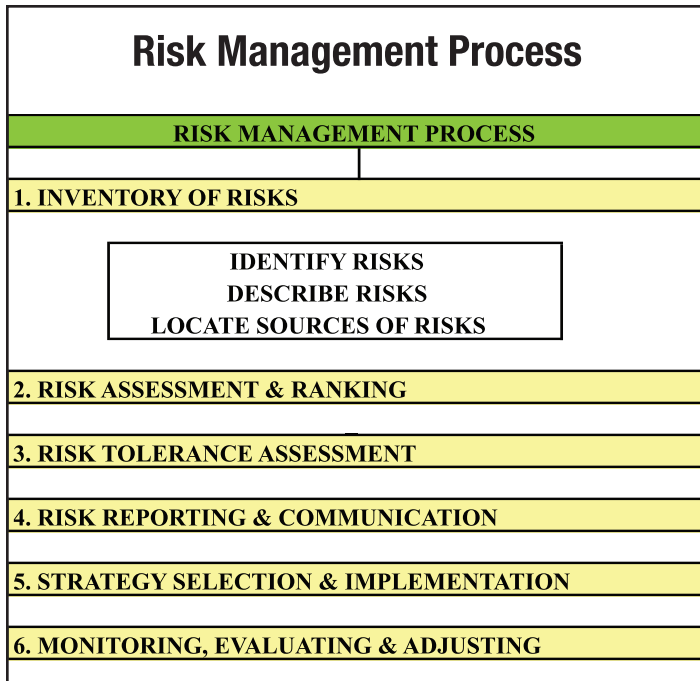 Risk Management Process
RISK MANAGEMENT PROCESS
1. INVENTORY OF RISKS
IDENTIFY RISKS
DESCRIBE RISKS
LOCATE SOURCES OF RISKS
2. RISK ASSESSMENT & RANKING
3. RISK TOLERANCE ASSESSMENT
4. RISK REPORTING & COMMUNICATION
5. STRATEGY SELECTION & IMPLEMENTATION
6. MONITORING, EVALUATING & ADJUSTING